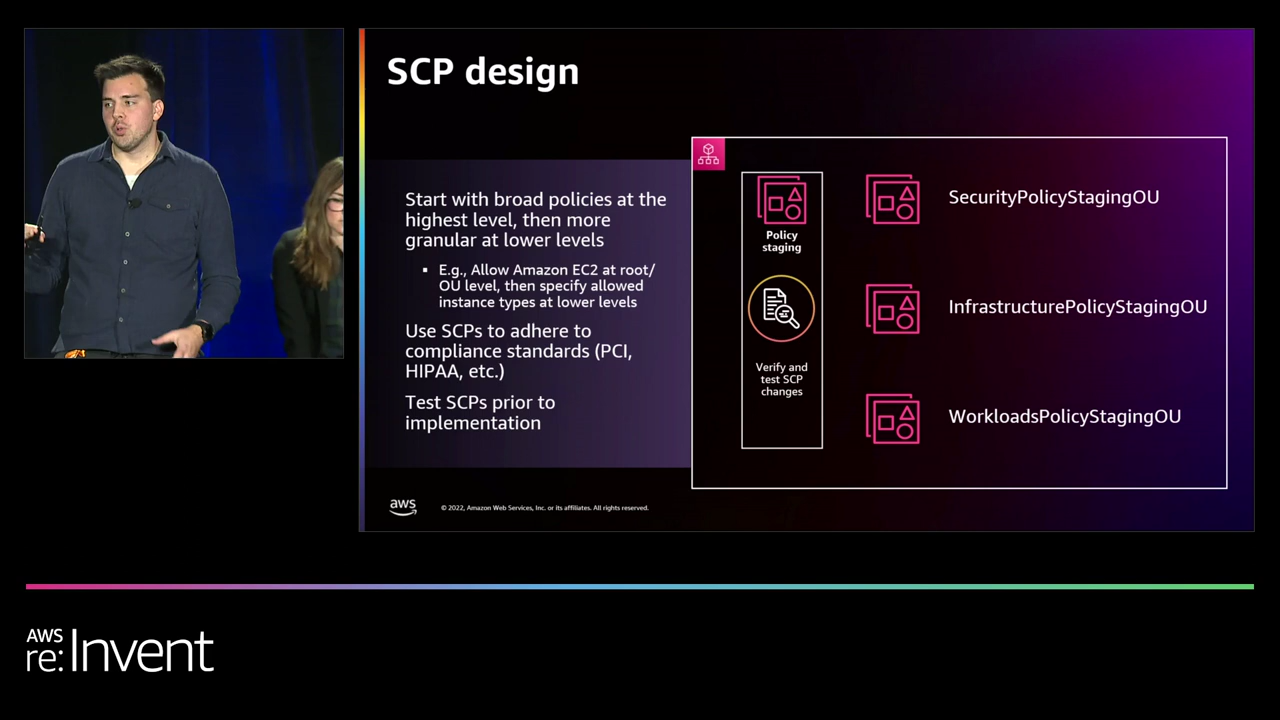 SCP design
Start with broad policies at the
highest level, then more
granular at lower levels
▪ E.g., Allow Amazon EC2 at root/
OU level, then specify allowed
instance types at lower levels
Use SCPs to adhere to
compliance standards (PCI,
HIPAA, etc.)
Test SCPs prior to
implementation
Policy
staging
Verify and
test SCP
changes
SecurityPolicyStagingOU
InfrastructurePolicyStagingOU
WorkloadsPolicyStagingOU
aws
© 2022, Amazon Web Services, Inc. or its affiliates. All rights reserved.
AWS
re:Invent